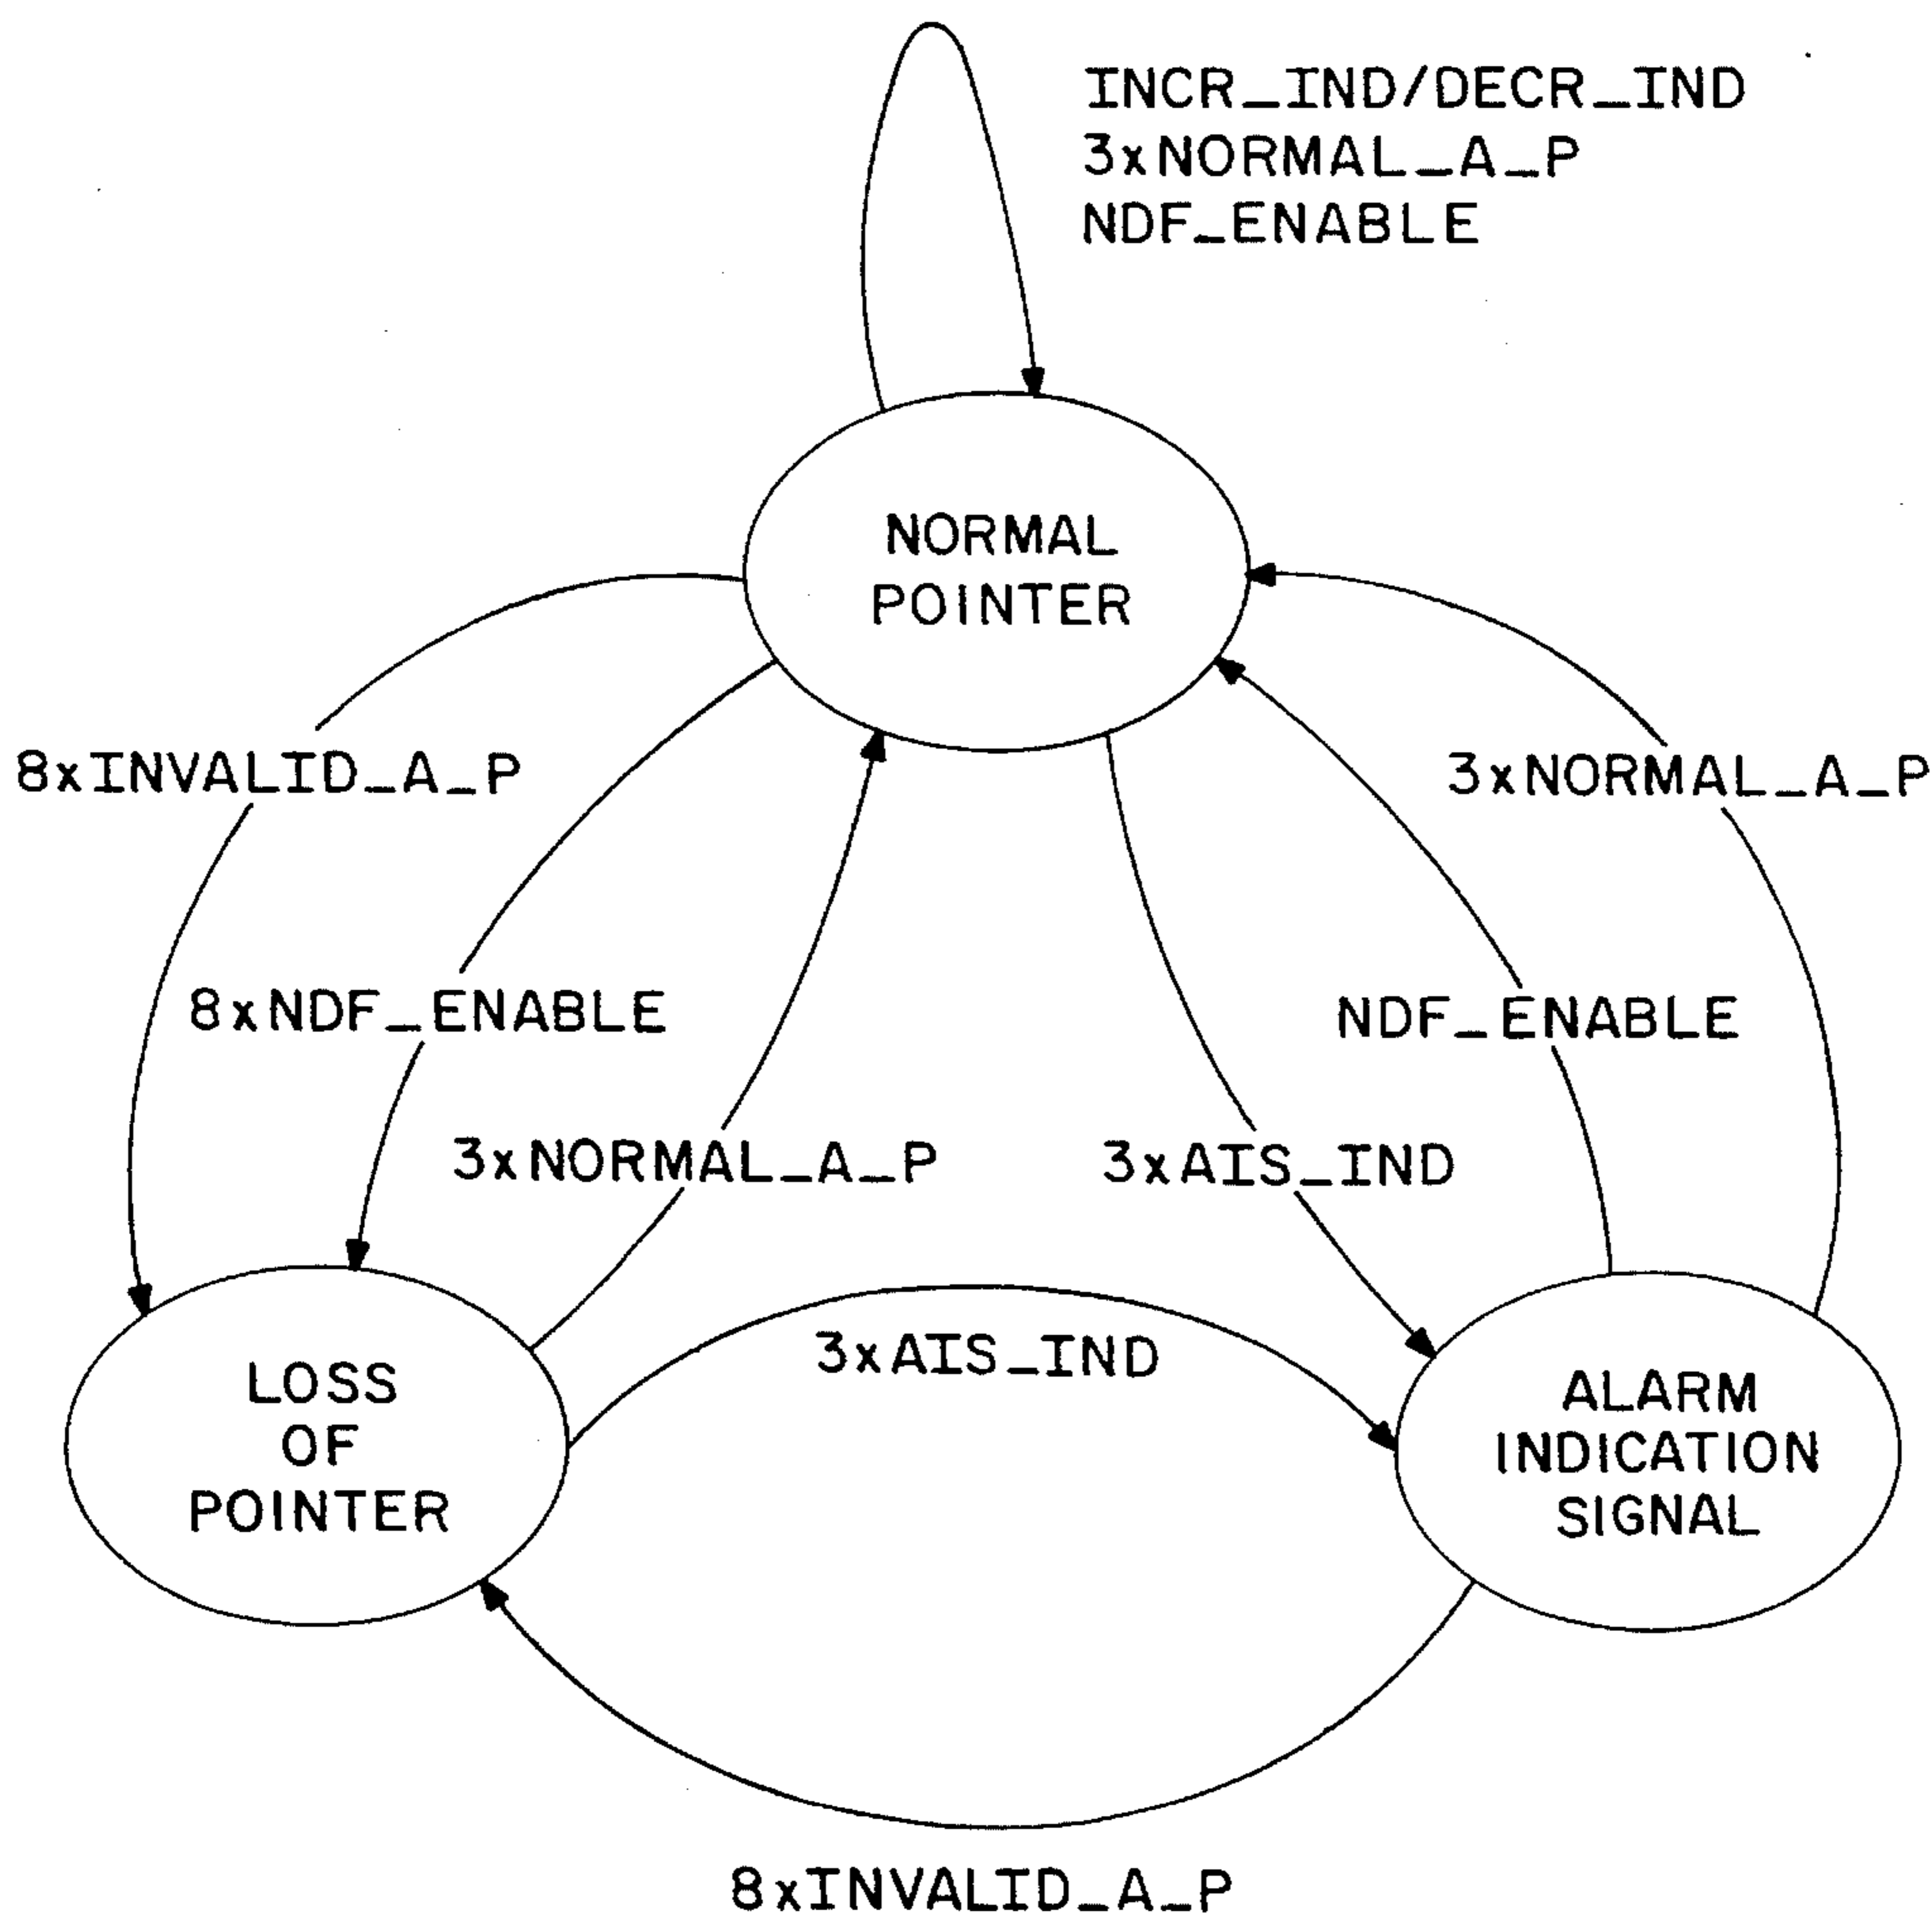 INCR_IND/DECR_IND
3xNORMAL_A_P
NDF_ENABLE
NORMAL
POINTER
8xINVALID_A_P
3xNORMAL_A_P
8xNDF_ENABLE
NDF_ENABLE
3xNORMAL_A_P
3xAIS_IND
3xAIS_IND
LOSS
OF
POINTER
ALARM
INDICATION
SIGNAL
8xINVALID_A_P